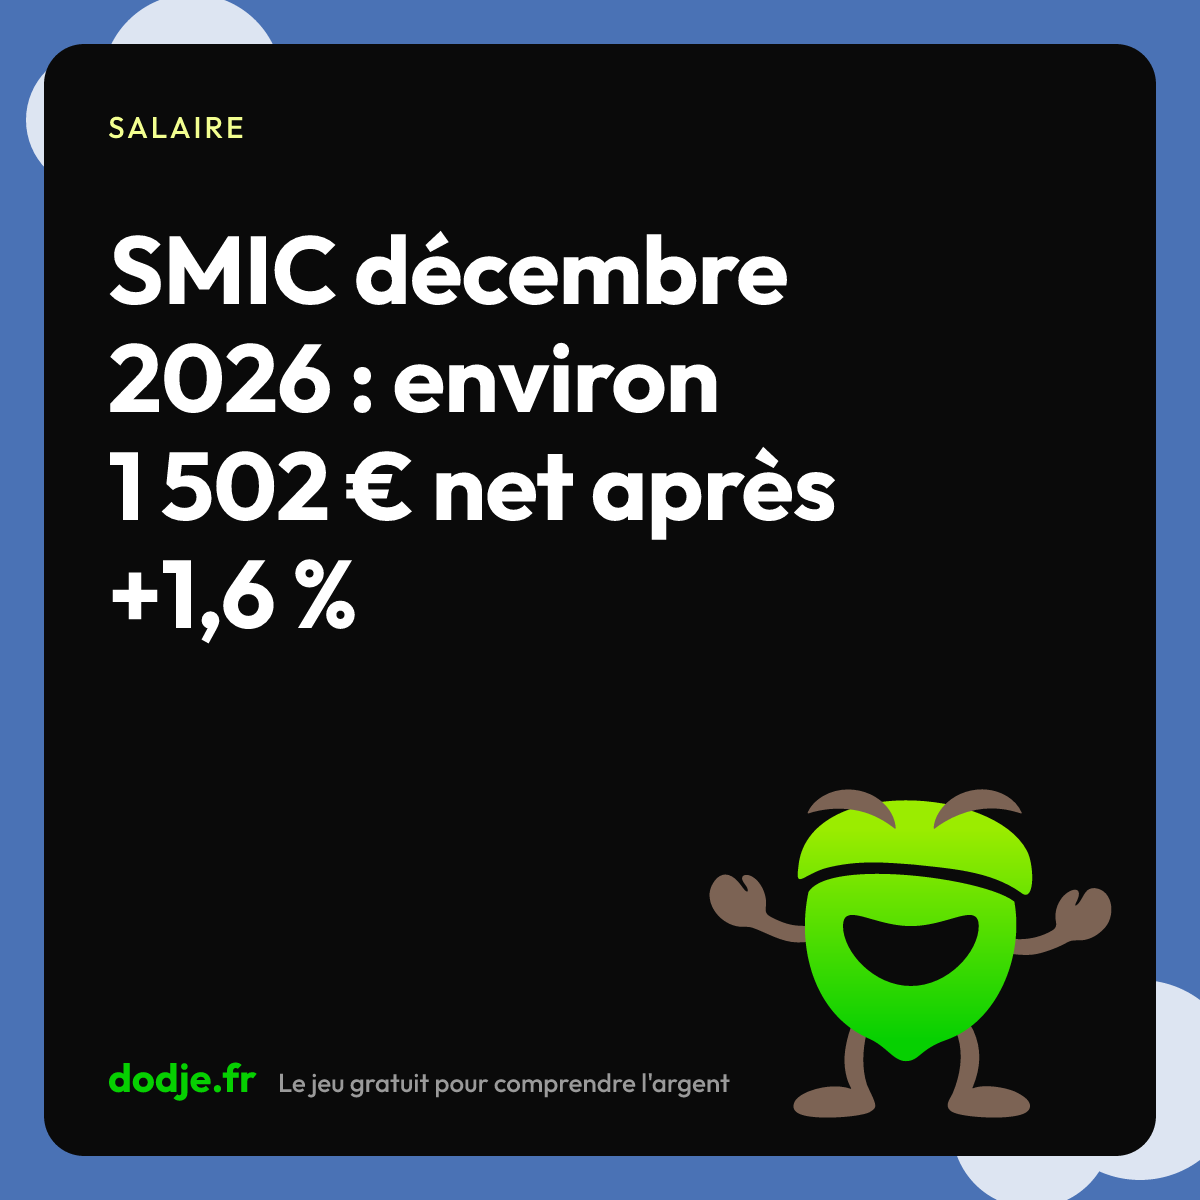 SALAIRE
SMIC décembre
2026 : environ
1 502 € net après
+1,6 %
dodje.fr Le jeu gratuit pour comprendre l'argent